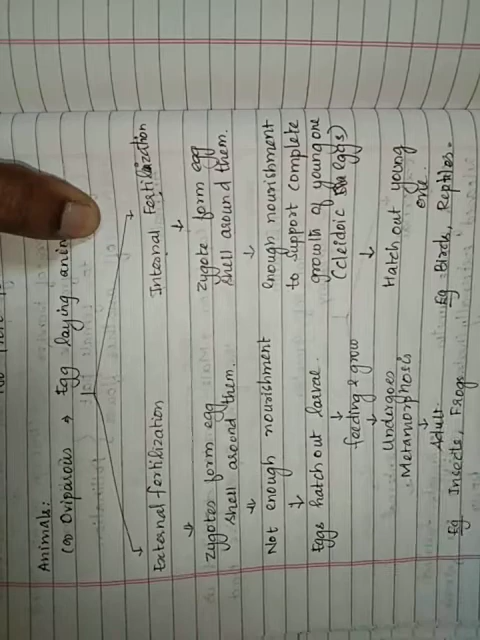 Animals:
(a) Oviparous → Egg laying
External fertilization
↓
Zygotes form egg
shell around them.
↓
Not enough nourishment
↓
Eggs hatch out larval.
↓
feeding & grow
↓
Undergoes
Metamorphosis
↓
Adult
Eg Insects, Frogs
Internal Fertilization
↓
Zygote form egg
shell around them.
↓
enough nourishment
to support complete
growth of young one
(cleidoic eggs)
↓
Hatch out young
one.
Eg :- Birds, Reptiles.